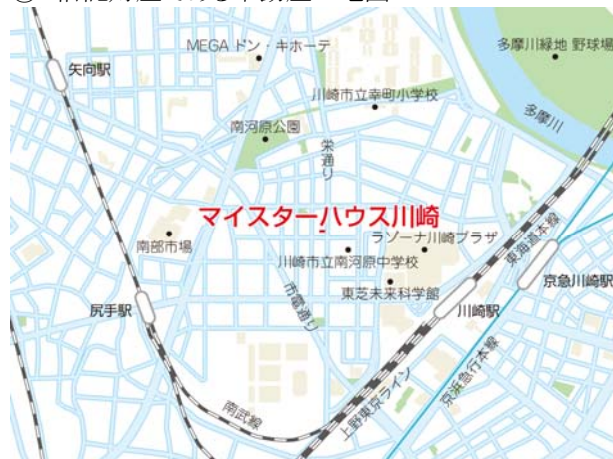 MEGA ドン・キホーテ
多摩川緑地 野球場
矢向駅
川崎市立幸町小学校
多摩川
南河原公園
栄通り
マイスターハウス川崎
南部市場
川崎市立南河原中学校
ラゾーナ川崎プラザ
東海道本線
東芝未来科学館
京急川崎駅
市電通り
尻手駅
川崎駅
南武線
上野東京ライン
京浜急行本線